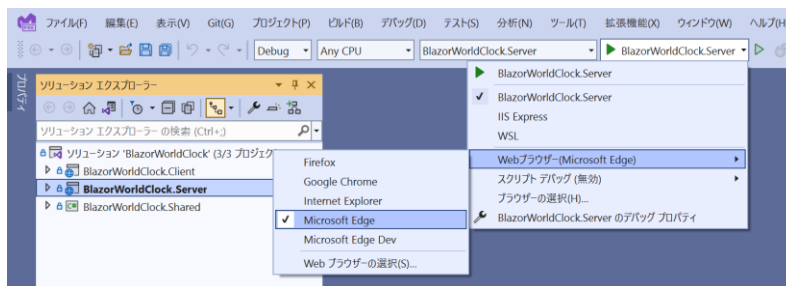 ファイル(F) 編集(E) 表示(V) Git(G) プロジェクト(P) ビルド(B) デバッグ(D) テスト(S) 分析(N) ツール(T) 拡張機能(X) ウィンドウ(W) ヘルプ(H
Debug Any CPU BlazorWorldClock.Server BlazorWorldClock.Server
プロパティ
ソリューション エクスプローラー
ソリューション エクスプローラー の検索 (Ctrl+;)
ソリューション 'BlazorWorldClock' (3/3 プロジェク
BlazorWorldClock.Client
BlazorWorldClock.Server
BlazorWorldClock.Shared
BlazorWorldClock.Server
BlazorWorldClock.Server
IIS Express
WSL
Webブラウザー(Microsoft Edge)
スクリプト デバッグ (無効)
ブラウザーの選択(H)...
BlazorWorldClock.Server のデバッグ プロパティ
Firefox
Google Chrome
Internet Explorer
Microsoft Edge
Microsoft Edge Dev
Web ブラウザーの選択(S)...